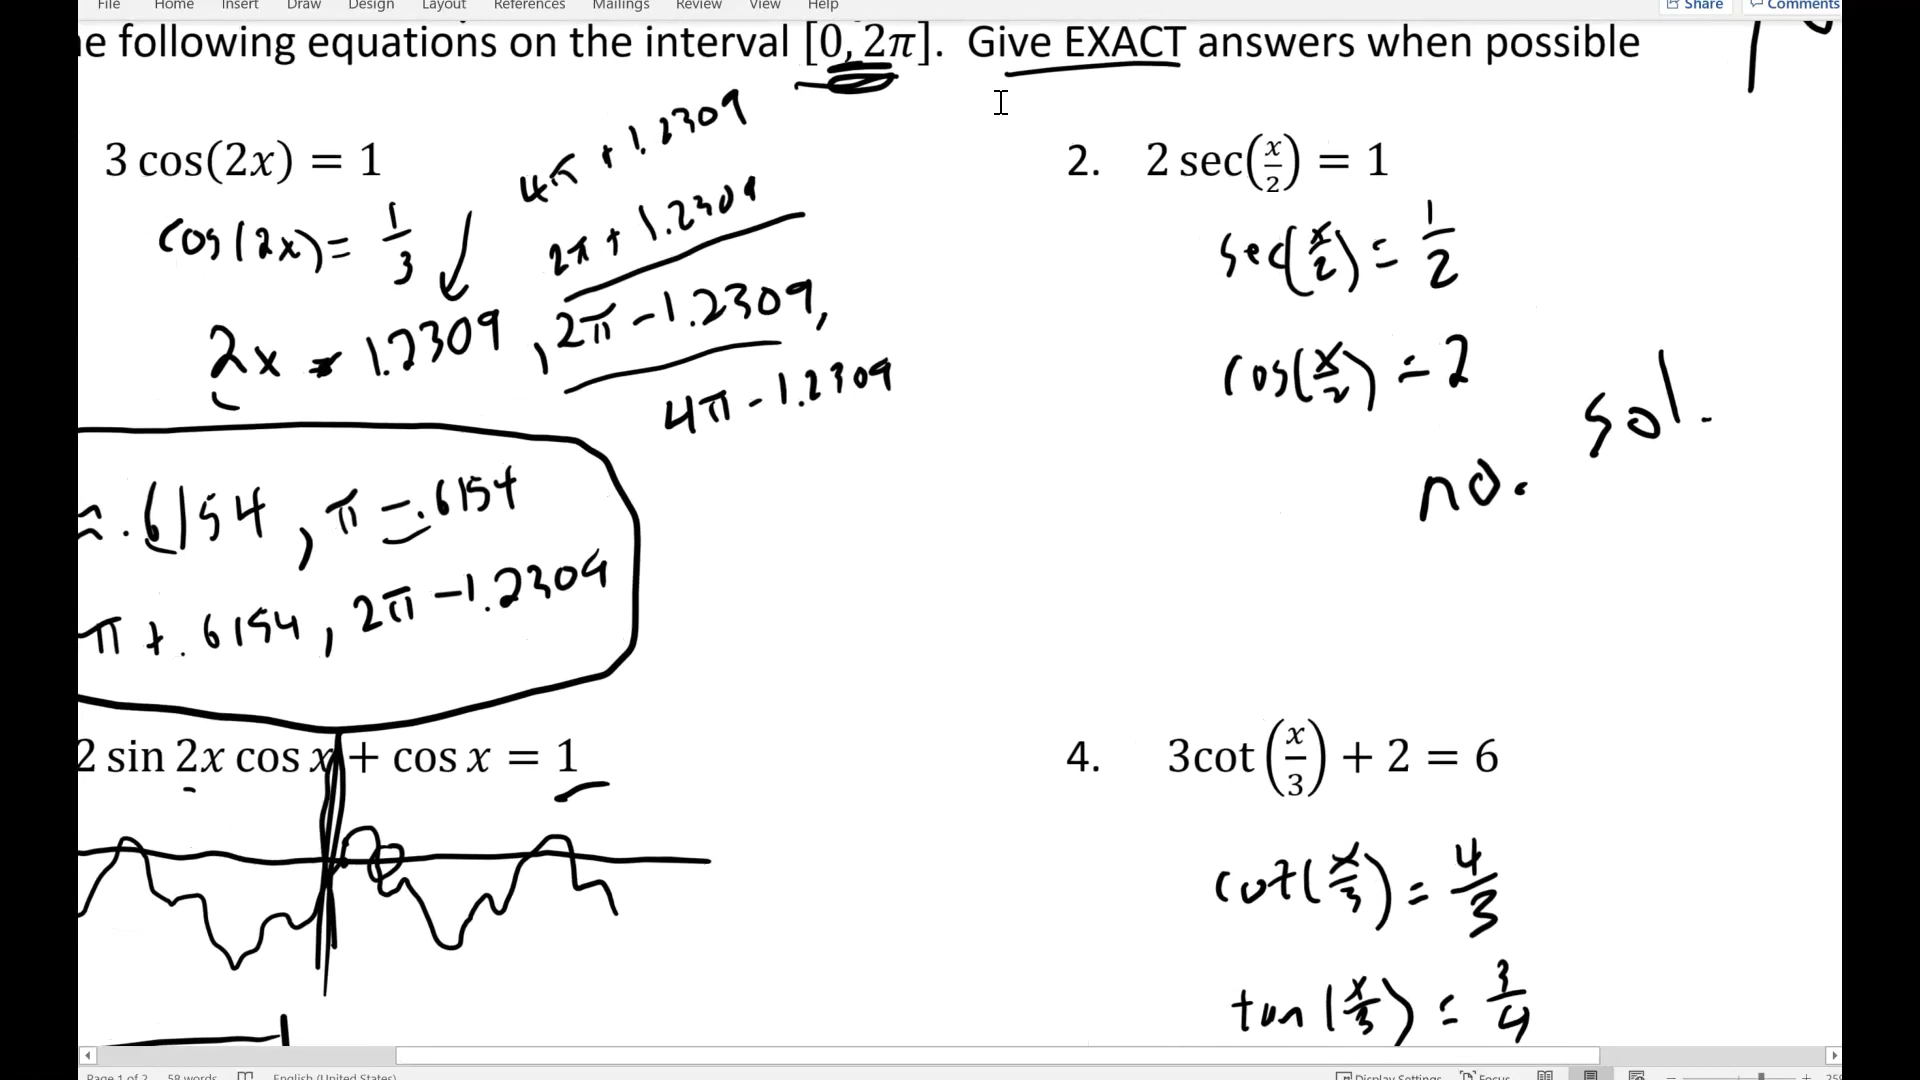 File Home Insert Draw Design Layout References Mailings Review View Help Share Comments
he following equations on the interval [0, 2π]. Give EXACT answers when possible
3 cos(2x) = 1
cos(2x) = 1/3
4π + 1.2309
2π + 1.2309
2x = 1.2309, 2π - 1.2309,
4π - 1.2309
≈ .6154, π - .6154
π + .6154, 2π - 1.2309
2. 2 sec(x/2) = 1
sec(x/2) = 1/2
cos(x/2) = 2
no. sol.
2 sin 2x cos x + cos x = 1
4. 3cot(x/3) + 2 = 6
cot(x/3) = 4/3
tan(x/3) = 3/4
Page 1 of 2 58 words English (United States) Display Settings Focus